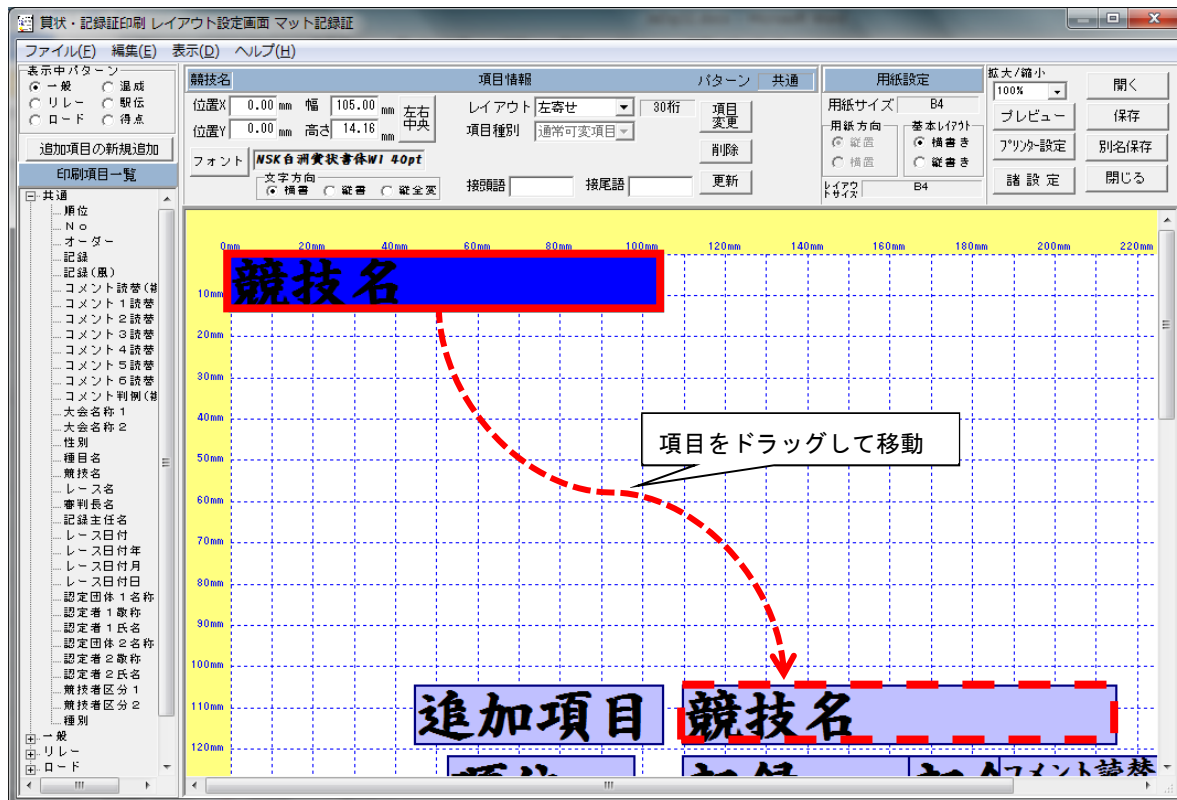 賞状・記録証印刷 レイアウト設定画面 マット記録証
ファイル(F) 編集(E) 表示(D) ヘルプ(H)
表示中パターン
一般 混成
リレー 駅伝
ロード 得点
追加項目の新規追加
印刷項目一覧
共通
順位
No
オーダー
記録
記録(風)
コメント読替(複
コメント1読替
コメント2読替
コメント3読替
コメント4読替
コメント5読替
コメント6読替
コメント判例(複
大会名称1
大会名称2
性別
種目名
競技名
レース名
審判長名
記録主任名
レース日付
レース日付年
レース日付月
レース日付日
認定団体1名称
認定者1敬称
認定者1氏名
認定団体2名称
認定者2敬称
認定者2氏名
競技者区分1
競技者区分2
種別
一般
リレー
ロード
競技名 項目情報 パターン 共通
位置X 0.00 mm 幅 105.00 mm 左右中央
位置Y 0.00 mm 高さ 14.16 mm
フォント NSK白洲賞状書体W1 40pt
文字方向
横書 縦書 縦全変
レイアウト 左寄せ 30桁
項目種別 通常可変項目
接頭語 接尾語
項目変更
削除
更新
用紙設定
用紙サイズ B4
用紙方向
縦置
横置
基本レイアウト
横書き
縦書き
レイアウトサイズ B4
拡大/縮小
100%
プレビュー
プリンター設定
諸設定
開く
保存
別名保存
閉じる
0mm 20mm 40mm 60mm 80mm 100mm 120mm 140mm 160mm 180mm 200mm 220mm
10mm
20mm
30mm
40mm
50mm
60mm
70mm
80mm
90mm
100mm
110mm
120mm
競技名
項目をドラッグして移動
追加項目 競技名
コメント読替